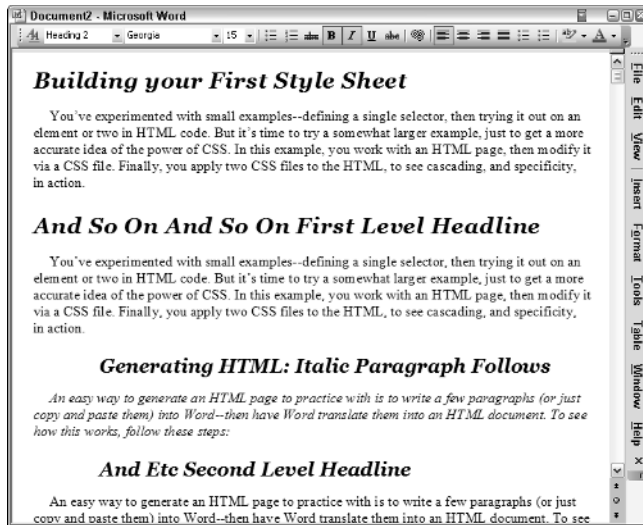 Document2 - Microsoft Word
Heading 2 Georgia 15 B I U abc
Building your First Style Sheet
You've experimented with small examples--defining a single selector, then trying it out on an
element or two in HTML code. But it's time to try a somewhat larger example, just to get a more
accurate idea of the power of CSS. In this example, you work with an HTML page, then modify it
via a CSS file. Finally, you apply two CSS files to the HTML, to see cascading, and specificity,
in action.
And So On And So On First Level Headline
You've experimented with small examples--defining a single selector, then trying it out on an
element or two in HTML code. But it's time to try a somewhat larger example, just to get a more
accurate idea of the power of CSS. In this example, you work with an HTML page, then modify it
via a CSS file. Finally, you apply two CSS files to the HTML, to see cascading, and specificity,
in action.
Generating HTML: Italic Paragraph Follows
An easy way to generate an HTML page to practice with is to write a few paragraphs (or just
copy and paste them) into Word--then have Word translate them into an HTML document. To see
how this works, follow these steps:
And Etc Second Level Headline
An easy way to generate an HTML page to practice with is to write a few paragraphs (or just
copy and paste them) into Word--then have Word translate them into an HTML document. To see
File Edit View Insert Format Tools Table Window Help